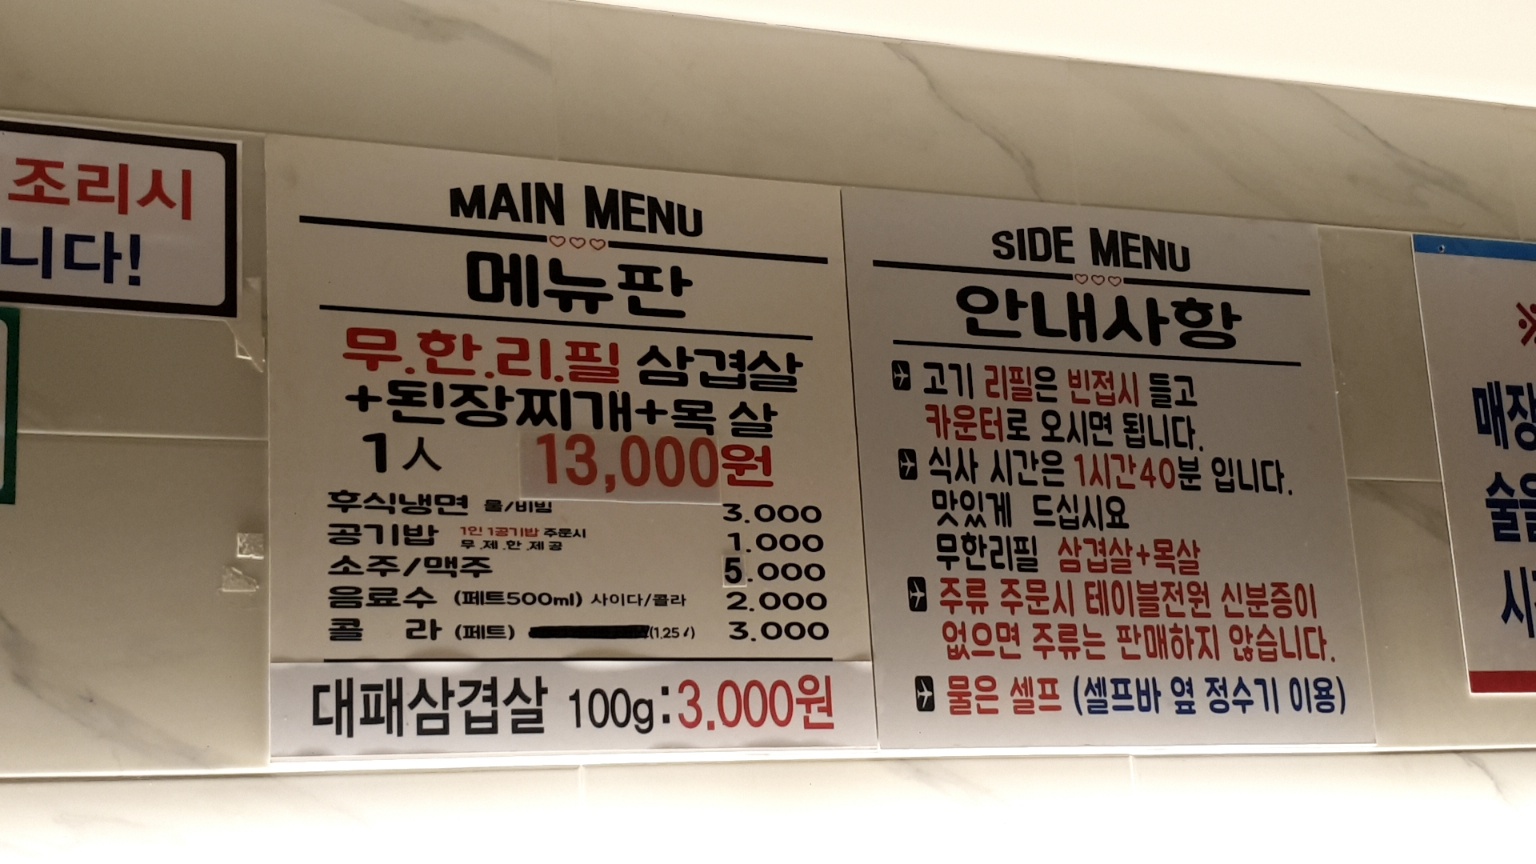 조리시
니다!
MAIN MENU
메뉴판
무.한.리.필 삼겹살
+된장찌개+목살
1人 13,000원
후식냉면 물/비빔 3.000
공기밥 1인 1공기밥 주문시 1.000
무.제.한.제공
소주/맥주 5.000
음료수 (페트500ml) 사이다/콜라 2.000
콜 라 (페트) (1.25ℓ) 3.000
대패삼겹살 100g:3.000원
SIDE MENU
안내사항
고기 리필은 빈접시 들고
카운터로 오시면 됩니다.
식사 시간은 1시간40분 입니다.
맛있게 드십시요
무한리필 삼겹살+목살
주류 주문시 테이블전원 신분증이
없으면 주류는 판매하지 않습니다.
물은 셀프 (셀프바 옆 정수기 이용)
※
매장
술을